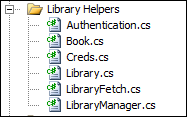 Library Helpers
Authentication.cs
Book.cs
Creds.cs
Library.cs
LibraryFetch.cs
LibraryManager.cs